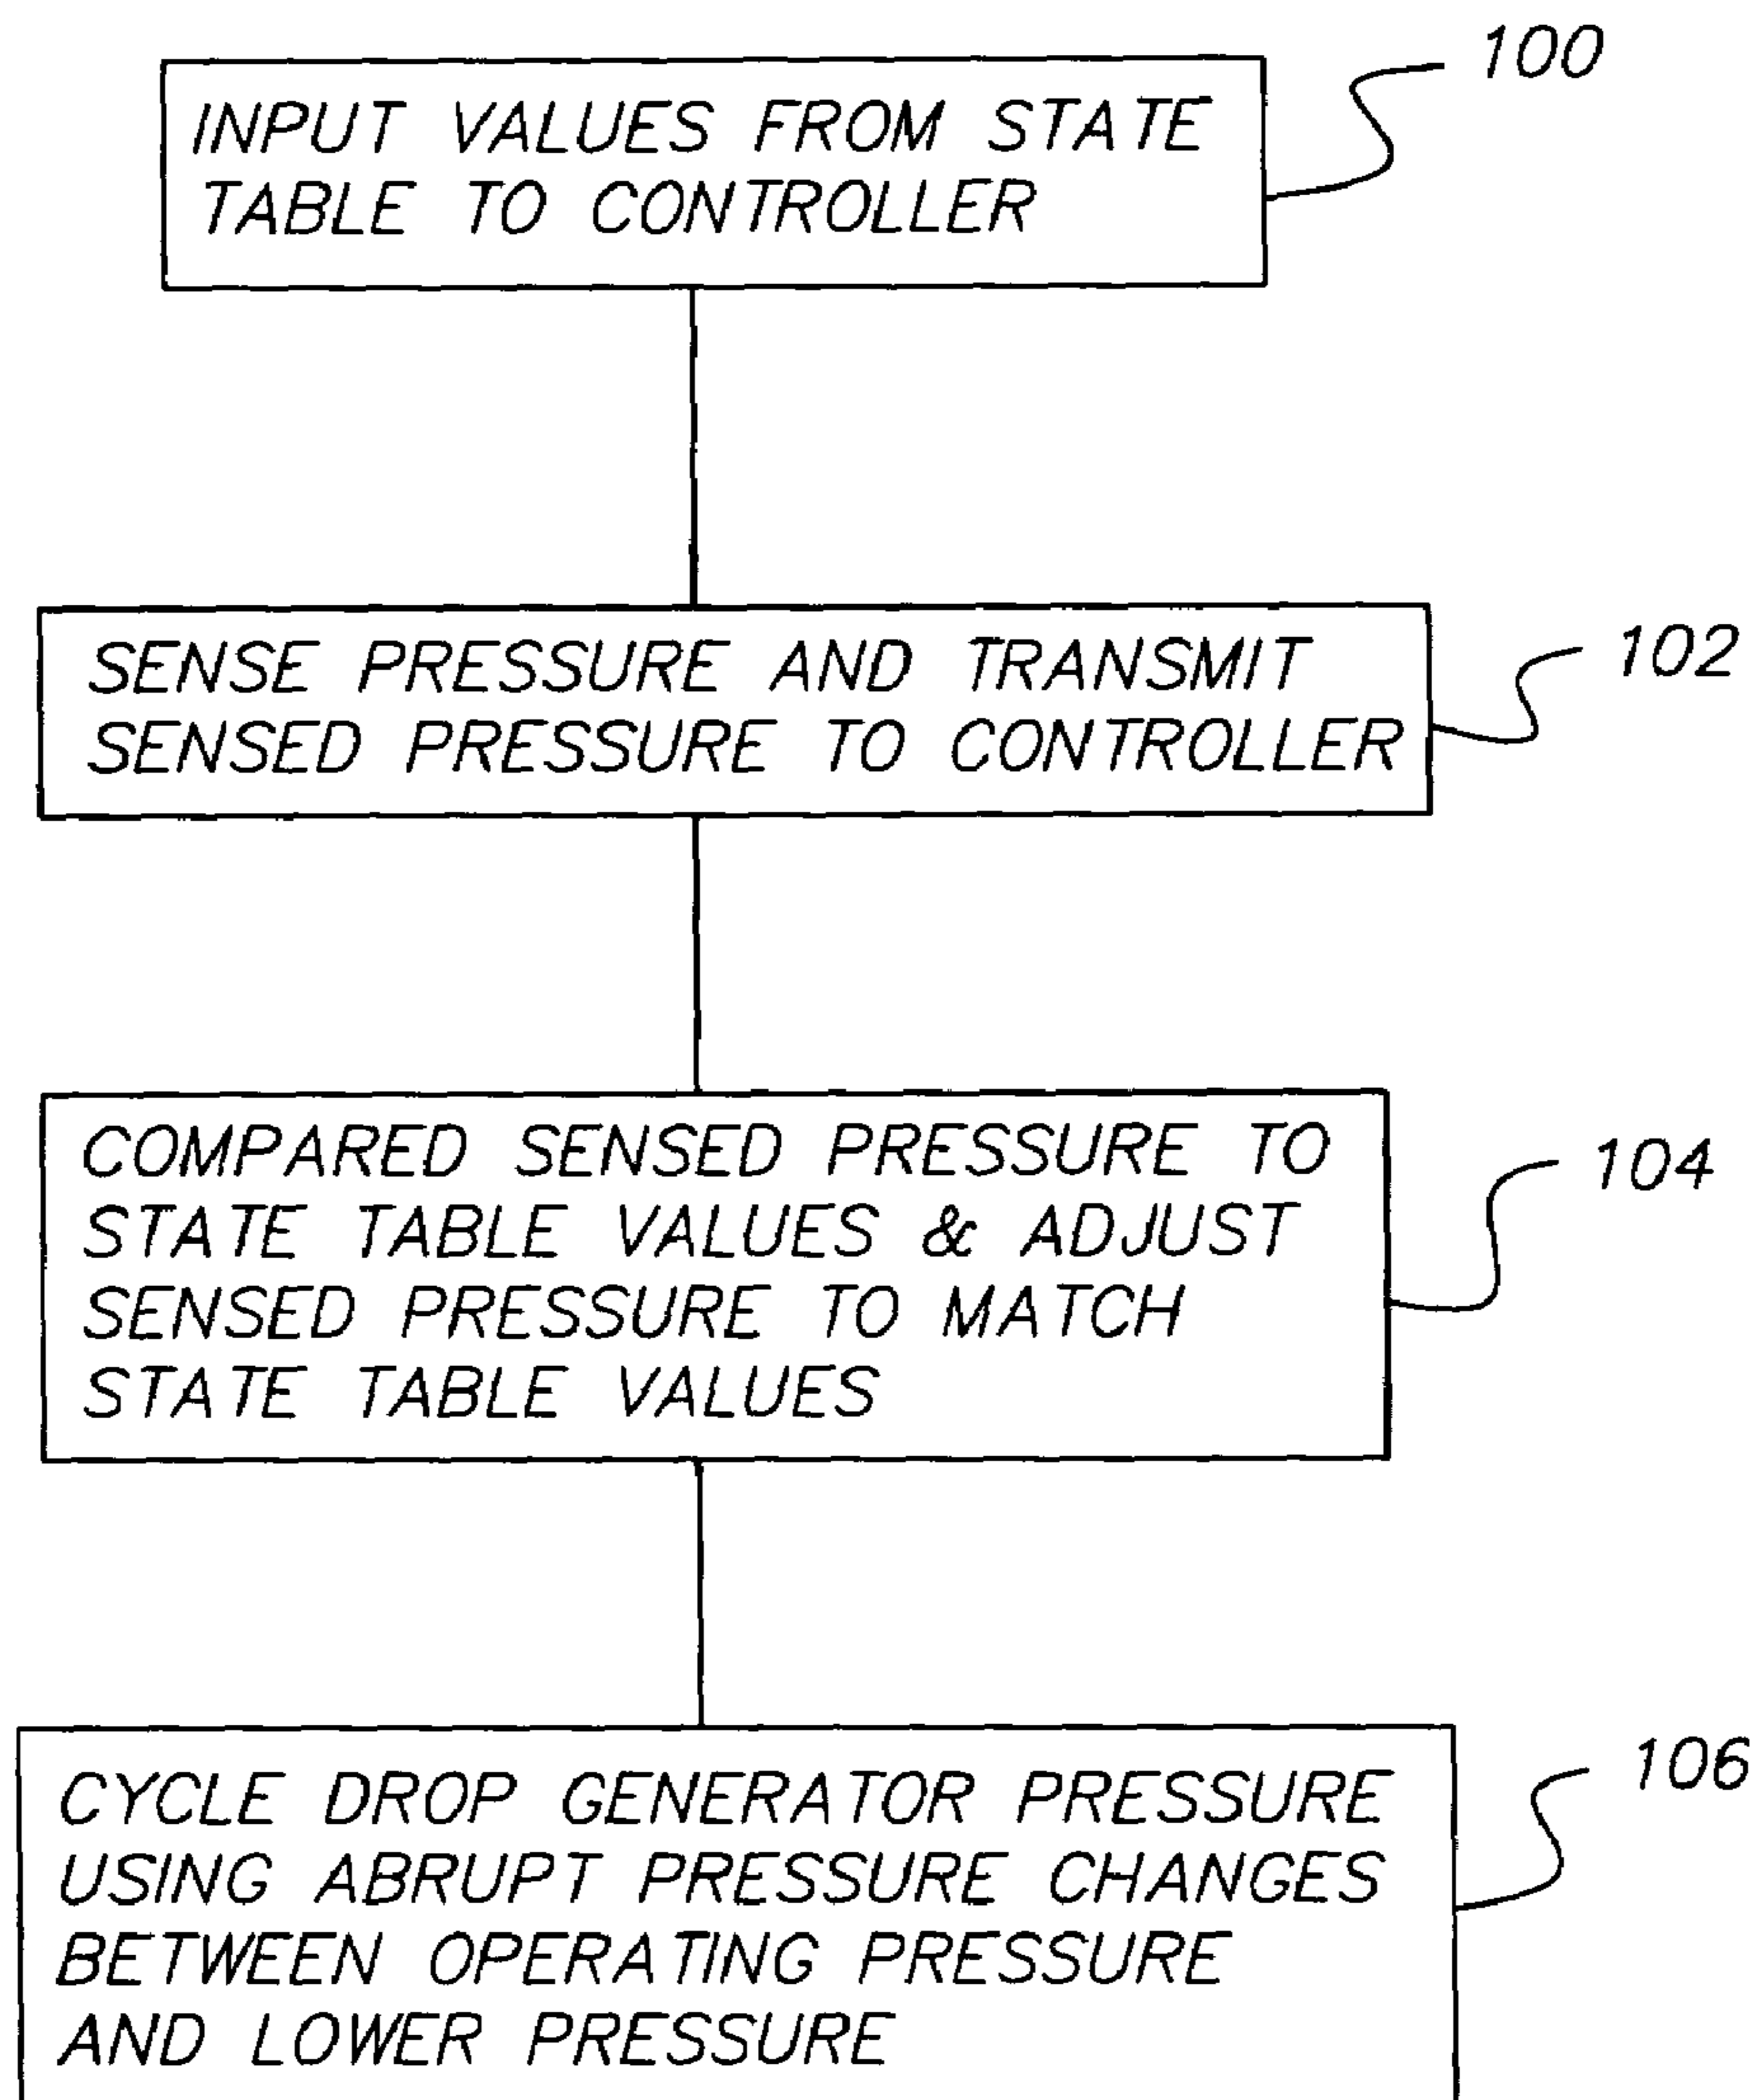 100
INPUT VALUES FROM STATE
TABLE TO CONTROLLER
102
SENSE PRESSURE AND TRANSMIT
SENSED PRESSURE TO CONTROLLER
104
COMPARED SENSED PRESSURE TO
STATE TABLE VALUES & ADJUST
SENSED PRESSURE TO MATCH
STATE TABLE VALUES
106
CYCLE DROP GENERATOR PRESSURE
USING ABRUPT PRESSURE CHANGES
BETWEEN OPERATING PRESSURE
AND LOWER PRESSURE